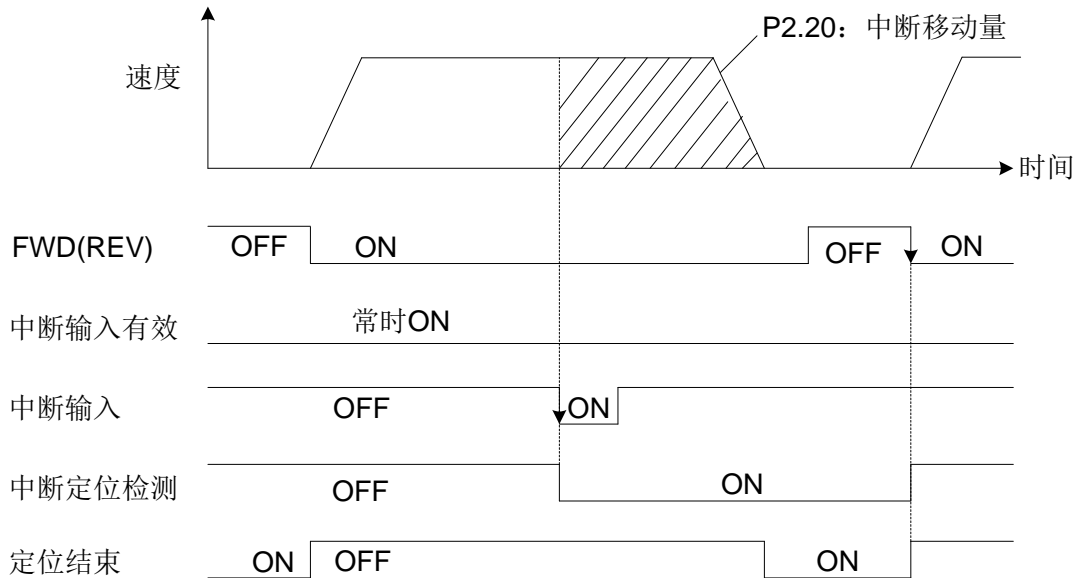 P2.20：中断移动量
速度
时间
FWD(REV) OFF ON OFF ON
中断输入有效 常时ON
中断输入 OFF ON
中断定位检测 OFF ON
定位结束 ON OFF ON